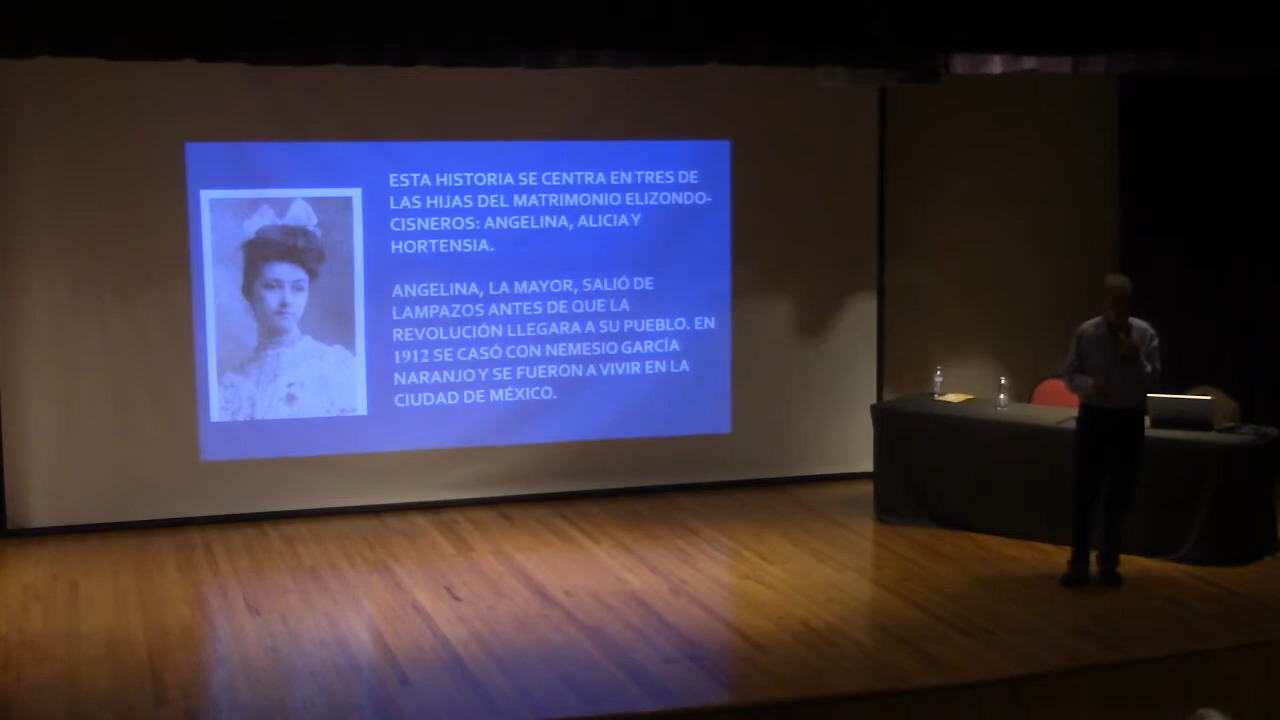 ESTA HISTORIA SE CENTRA EN TRES DE
LAS HIJAS DEL MATRIMONIO ELIZONDO-
CISNEROS: ANGELINA, ALICIA Y
HORTENSIA.
ANGELINA, LA MAYOR, SALIÓ DE
LAMPAZOS ANTES DE QUE LA
REVOLUCIÓN LLEGARA A SU PUEBLO. EN
1912 SE CASÓ CON NEMESIO GARCÍA
NARANJO Y SE FUERON A VIVIR EN LA
CIUDAD DE MÉXICO.